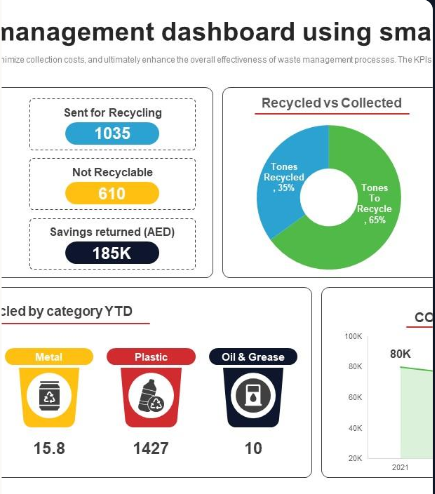 management dashboard using sma
nimize collection costs, and ultimately enhance the overall effectiveness of waste management processes. The KPIs
Sent for Recycling
1035
Not Recyclable
610
Savings returned (AED)
185K
Recycled vs Collected
Tones
Recycled
, 35%
Tones
To
Recycle
, 65%
cled by category YTD
Metal
Plastic
Oil & Grease
15.8
1427
10
CO
100K
80K
80K
60K
40K
20K
2021